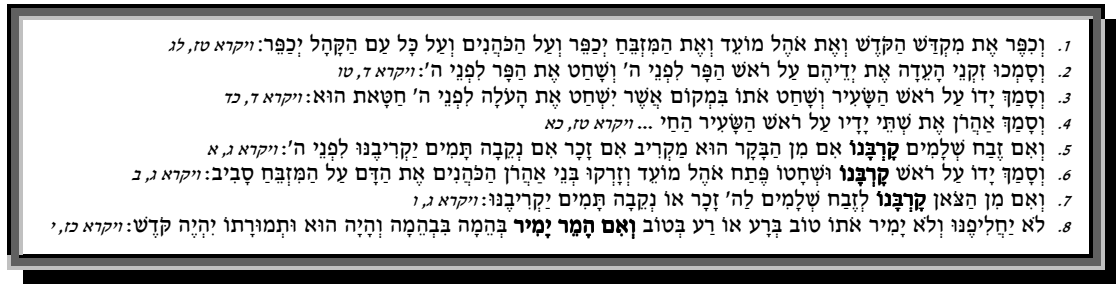 1. וְכִפֶּר אֶת מִקְדַּשׁ הַקֹּדֶשׁ וְאֶת אֹהֶל מוֹעֵד וְאֶת הַמִּזְבֵּחַ יְכַפֵּר וְעַל הַכֹּהֲנִים וְעַל כָּל עַם הַקָּהָל יְכַפֵּר: ויקרא טז, לג
2. וְסָמְכוּ זִקְנֵי הָעֵדָה אֶת יְדֵיהֶם עַל רֹאשׁ הַפָּר לִפְנֵי ה' וְשָׁחַט אֶת הַפָּר לִפְנֵי ה': ויקרא ד, טו
3. וְסָמַךְ יָדוֹ עַל רֹאשׁ הַשָּׂעִיר וְשָׁחַט אֹתוֹ בִּמְקוֹם אֲשֶׁר יִשְׁחַט אֶת הָעֹלָה לִפְנֵי ה' חַטָּאת הוּא: ויקרא ד, כד
4. וְסָמַךְ אַהֲרֹן אֶת שְׁתֵּי יָדָיו עַל רֹאשׁ הַשָּׂעִיר הַחַי ... ויקרא טז, כא
5. וְאִם זֶבַח שְׁלָמִים קָרְבָּנוֹ אִם מִן הַבָּקָר הוּא מַקְרִיב אִם זָכָר אִם נְקֵבָה תָּמִים יַקְרִיבֶנּוּ לִפְנֵי ה': ויקרא ג, א
6. וְסָמַךְ יָדוֹ עַל רֹאשׁ קָרְבָּנוֹ וּשְׁחָטוֹ פֶּתַח אֹהֶל מוֹעֵד וְזָרְקוּ בְּנֵי אַהֲרֹן הַכֹּהֲנִים אֶת הַדָּם עַל הַמִּזְבֵּחַ סָבִיב: ויקרא ג, ב
7. וְאִם מִן הַצֹּאן קָרְבָּנוֹ לְזֶבַח שְׁלָמִים לַה' זָכָר אוֹ נְקֵבָה תָּמִים יַקְרִיבֶנּוּ: ויקרא ג, ו
8. לֹא יַחֲלִיפֶנּוּ וְלֹא יָמִיר אֹתוֹ טוֹב בְּרָע אוֹ רַע בְּטוֹב וְאִם הָמֵר יָמִיר בְּהֵמָה בִּבְהֵמָה וְהָיָה הוּא וּתְמוּרָתוֹ יִהְיֶה קֹּדֶשׁ: ויקרא כז, י